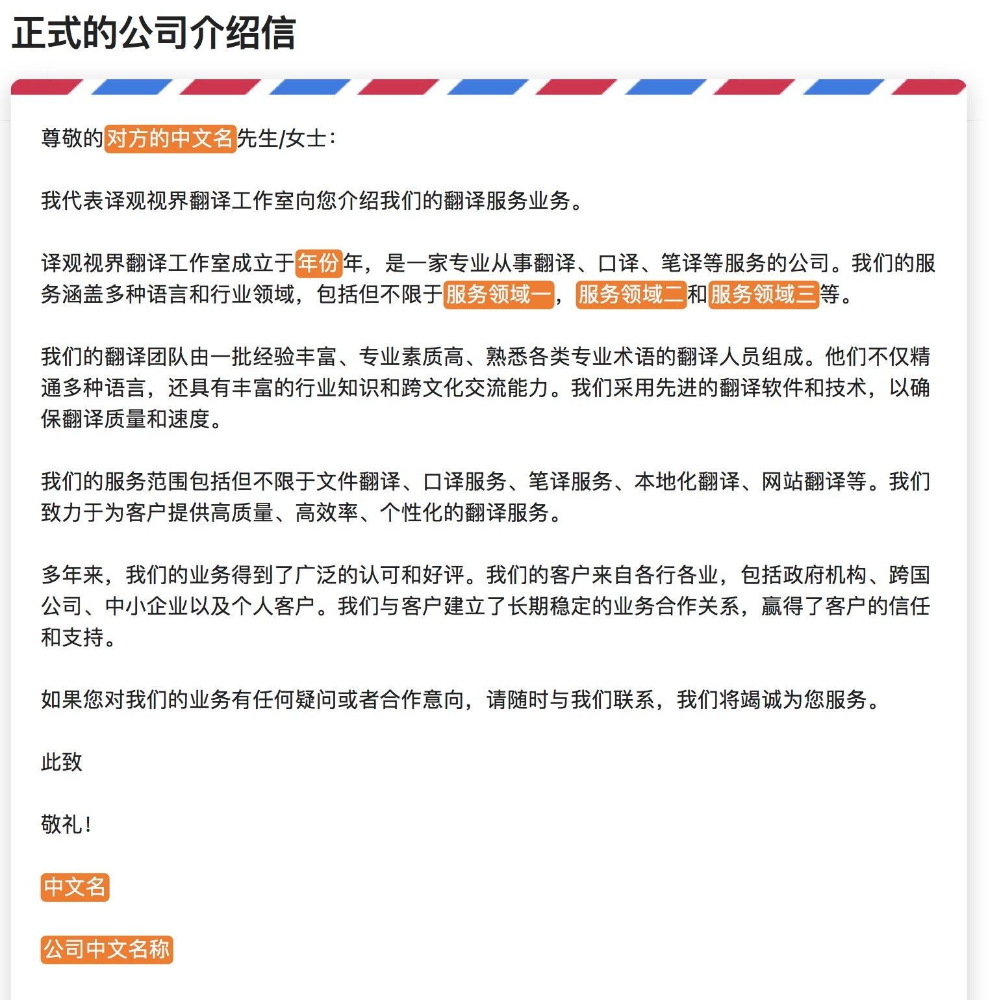 正式的公司介绍信
尊敬的对方的中文名先生/女士：
我代表译观视界翻译工作室向您介绍我们的翻译服务业务。
译观视界翻译工作室成立于年份年，是一家专业从事翻译、口译、笔译等服务的公司。我们的服
务涵盖多种语言和行业领域，包括但不限于服务领域一，服务领域二和服务领域三等。
我们的翻译团队由一批经验丰富、专业素质高、熟悉各类专业术语的翻译人员组成。他们不仅精
通多种语言，还具有丰富的行业知识和跨文化交流能力。我们采用先进的翻译软件和技术，以确
保翻译质量和速度。
我们的服务范围包括但不限于文件翻译、口译服务、笔译服务、本地化翻译、网站翻译等。我们
致力于为客户提供高质量、高效率、个性化的翻译服务。
多年来，我们的业务得到了广泛的认可和好评。我们的客户来自各行各业，包括政府机构、跨国
公司、中小企业以及个人客户。我们与客户建立了长期稳定的业务合作关系，赢得了客户的信任
和支持。
如果您对我们的业务有任何疑问或者合作意向，请随时与我们联系，我们将竭诚为您服务。
此致
敬礼！
中文名
公司中文名称